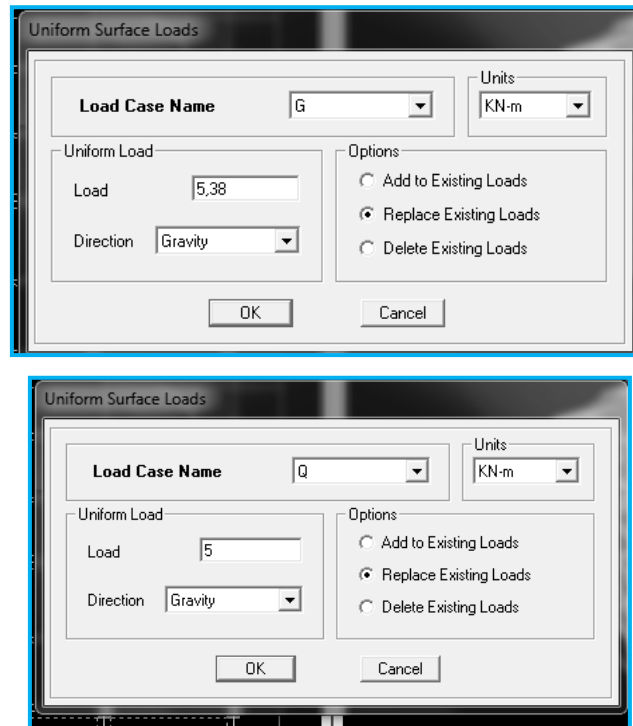 Uniform Surface Loads
Units
Load Case Name G KN-m
Uniform Load Options
Load 5,38 Add to Existing Loads
Replace Existing Loads
Direction Gravity Delete Existing Loads
OK Cancel
Uniform Surface Loads
Units
Load Case Name Q KN-m
Uniform Load Options
Load 5 Add to Existing Loads
Replace Existing Loads
Direction Gravity Delete Existing Loads
OK Cancel